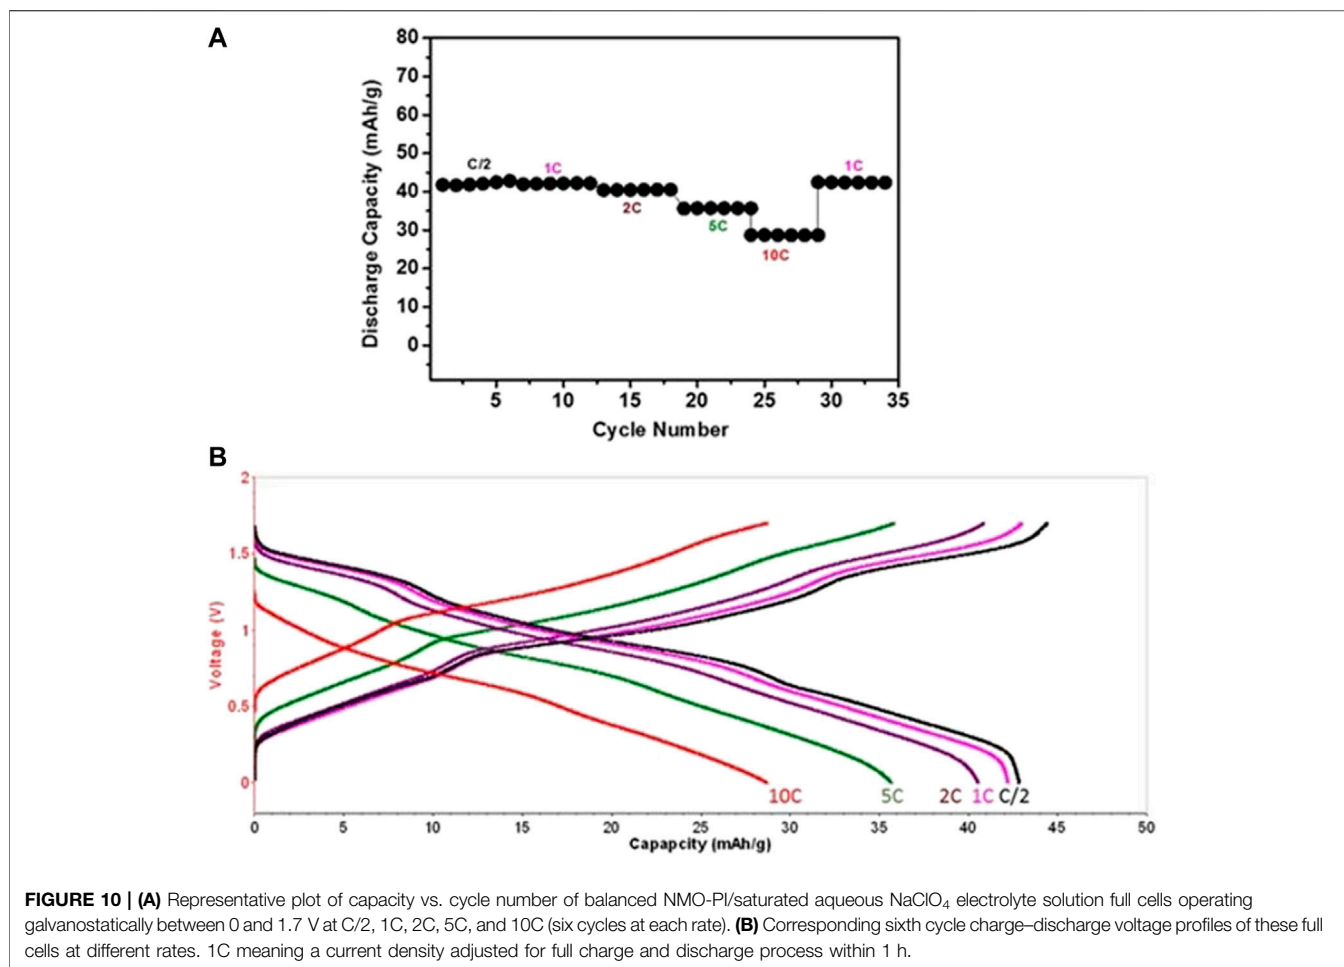 A
80
70
60
50
40
30
20
10
0
Discharge Capacity (mAh/g)
C/2
1C
2C
5C
10C
1C
5 10 15 20 25 30 35
Cycle Number
B
2
1.5
1
0.5
0
Voltage (V)
10C 5C 2C 1C C/2
0 5 10 15 20 25 30 35 40 45 50
Capapcity (mAh/g)
FIGURE 10 | (A) Representative plot of capacity vs. cycle number of balanced NMO-PI/saturated aqueous NaClO₄ electrolyte solution full cells operating
galvanostatically between 0 and 1.7 V at C/2, 1C, 2C, 5C, and 10C (six cycles at each rate). (B) Corresponding sixth cycle charge–discharge voltage profiles of these full
cells at different rates. 1C meaning a current density adjusted for full charge and discharge process within 1 h.